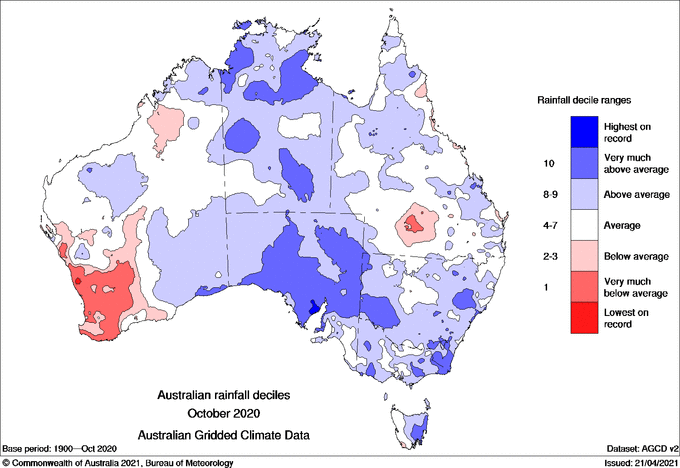 Rainfall decile ranges
Highest on
record
10
Very much
above average
8-9
Above average
4-7
Average
2-3
Below average
1
Very much
below average
Lowest on
record
Australian rainfall deciles
October 2020
Australian Gridded Climate Data
Base period: 1900—Oct 2020
Dataset: AGCD v2
© Commonwealth of Australia 2021, Bureau of Meteorology
Issued: 21/04/2021